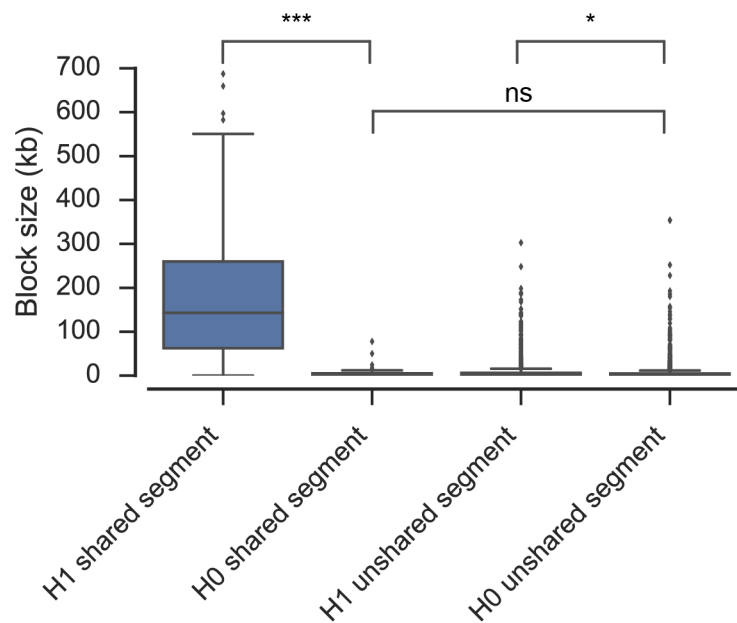 ***
*
ns
700
600
500
400
300
200
100
0
Block size (kb)
H1 shared segment
H0 shared segment
H1 unshared segment
H0 unshared segment